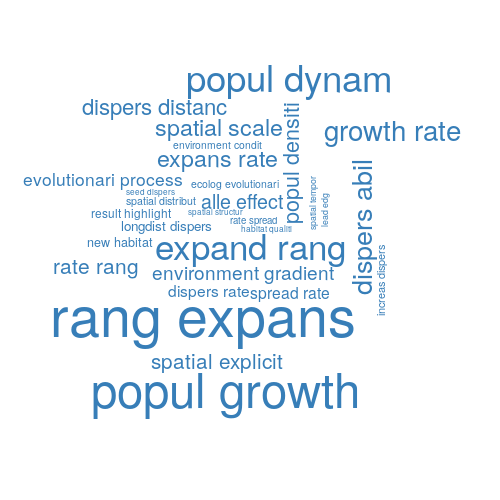 popul dynam
dispers distanc
popul densiti
spatial scale
growth rate
environment condit
expans rate
dispers abil
evolutionari process
ecolog evolutionari
spatial tempor
seed dispers
lead edg
spatial distribut
alle effect
result highlight
spatial structur
rate spread
longdist dispers
habitat qualiti
new habitat
expand rang
increas dispers
rate rang
environment gradient
dispers rate
spread rate
rang expans
spatial explicit
popul growth